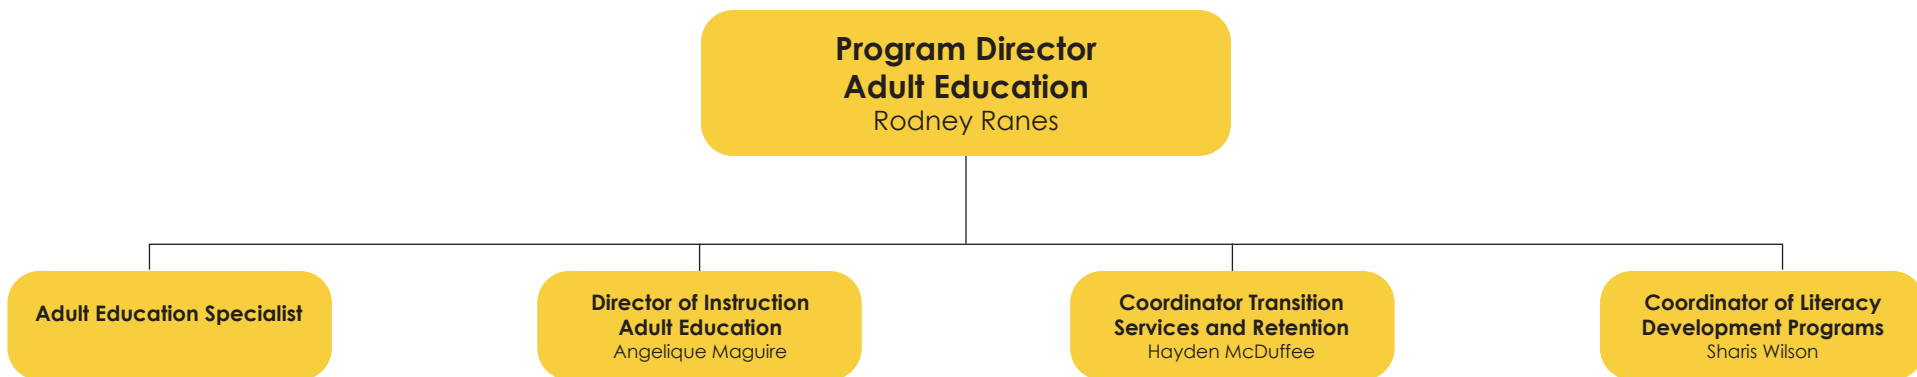 Program Director
Adult Education
Rodney Ranes
Adult Education Specialist
Director of Instruction
Adult Education
Angelique Maguire
Coordinator Transition
Services and Retention
Hayden McDuffee
Coordinator of Literacy
Development Programs
Sharis Wilson